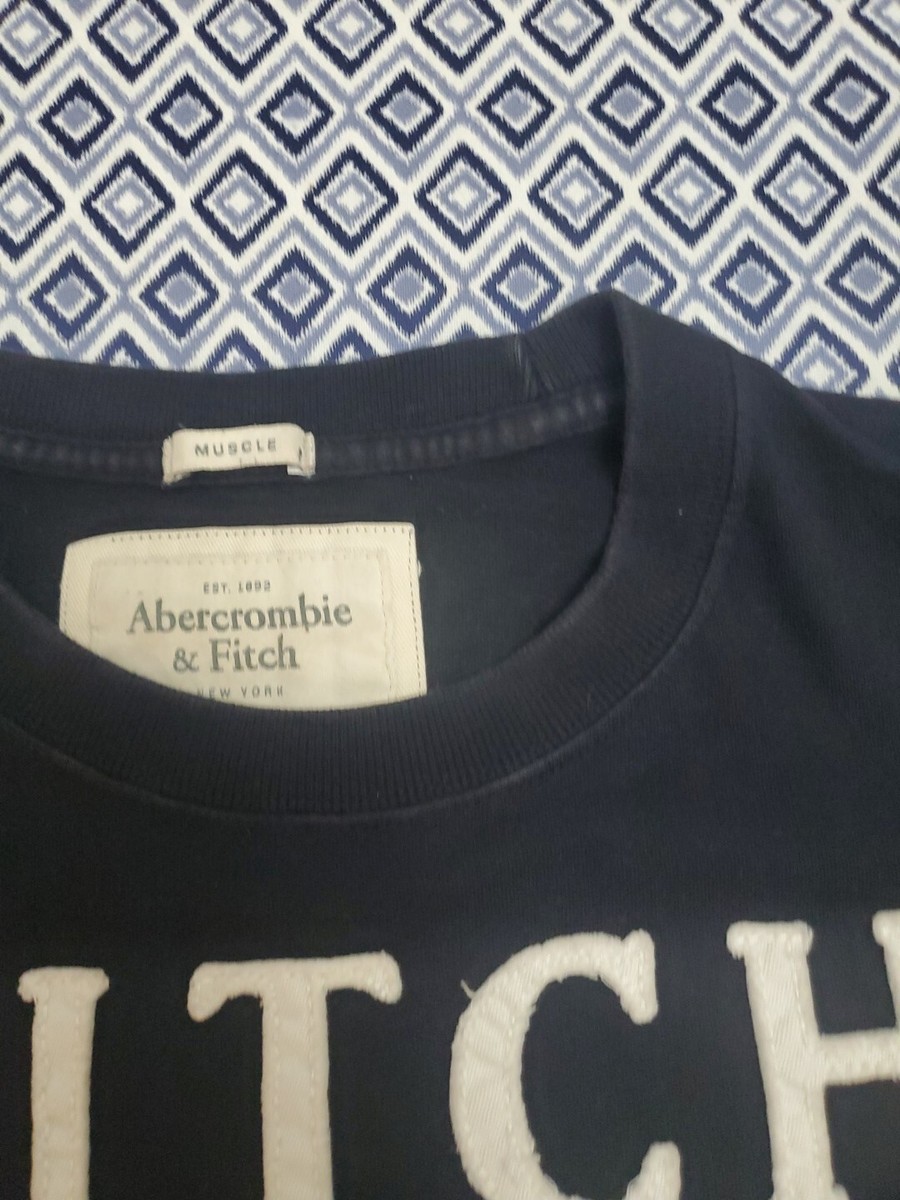 MUSCLE
EST. 1892
Abercrombie
& Fitch
NEW YORK
ITCH